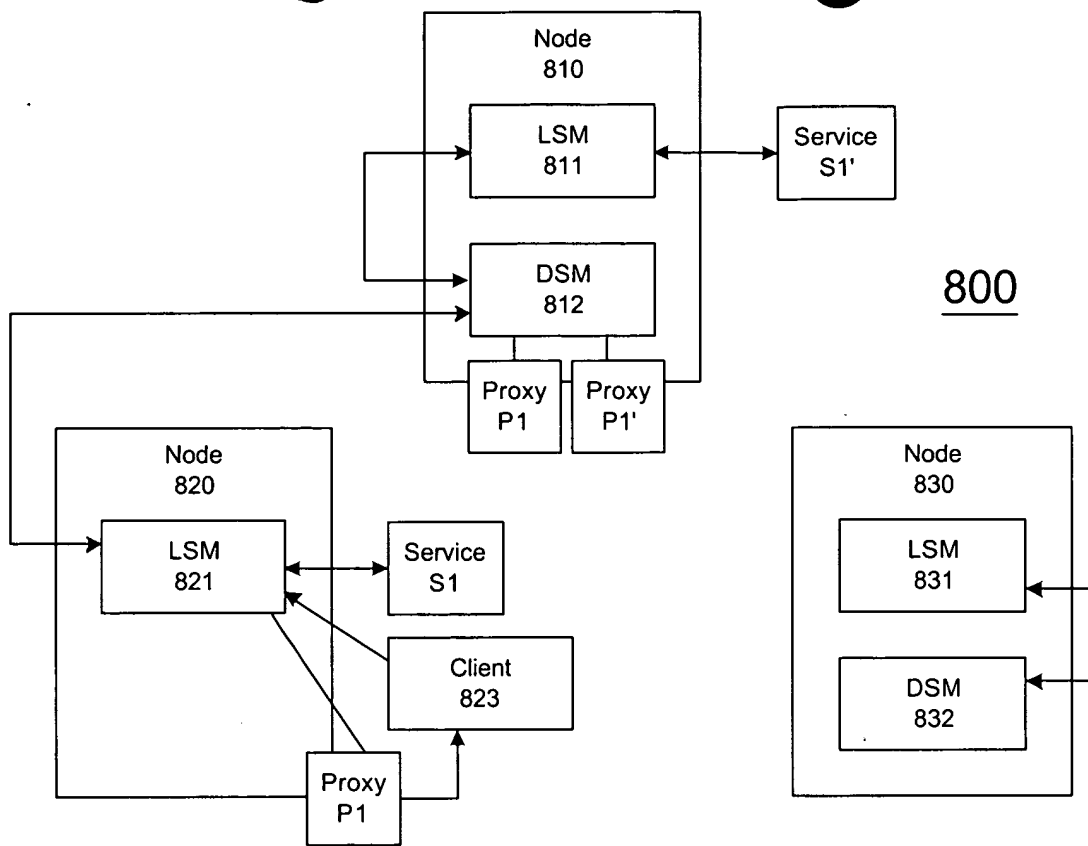 Node
810
LSM
811
Service
S1'
DSM
812
800
Proxy
P1
Proxy
P1'
Node
820
LSM
821
Service
S1
Client
823
Proxy
P1
Node
830
LSM
831
DSM
832